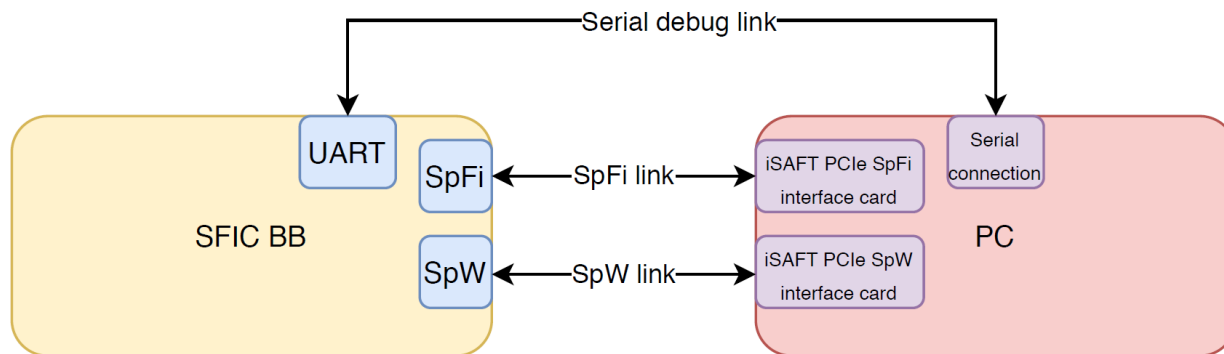 Serial debug link
UART
SpFi
SpFi link
iSAFT PCIe SpFi
interface card
Serial
connection
SFIC BB
PC
SpW
SpW link
iSAFT PCIe SpW
interface card